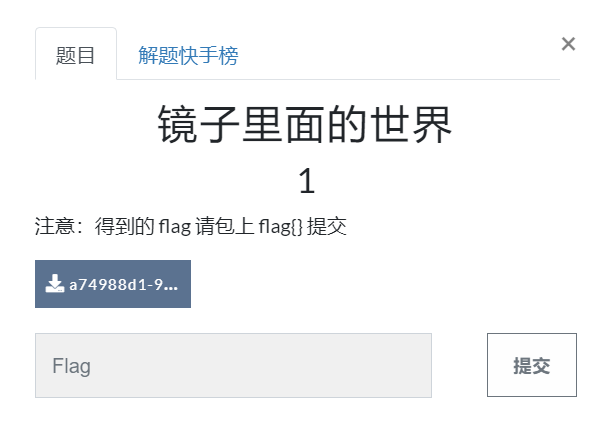 题目 解题快手榜 ×
镜子里面的世界
1
注意：得到的 flag 请包上 flag{} 提交
a74988d1-9...
Flag 提交